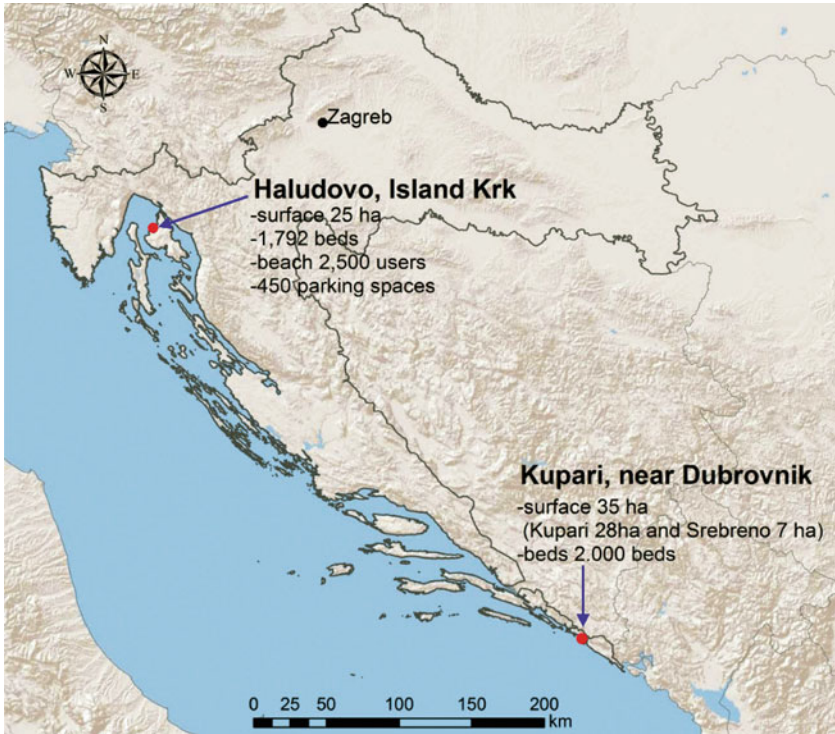 N
W E
S
Zagreb
Haludovo, Island Krk
-surface 25 ha
-1,792 beds
-beach 2,500 users
-450 parking spaces
Kupari, near Dubrovnik
-surface 35 ha
(Kupari 28ha and Srebreno 7 ha)
-beds 2.000 beds
0 25 50 100 150 200
km